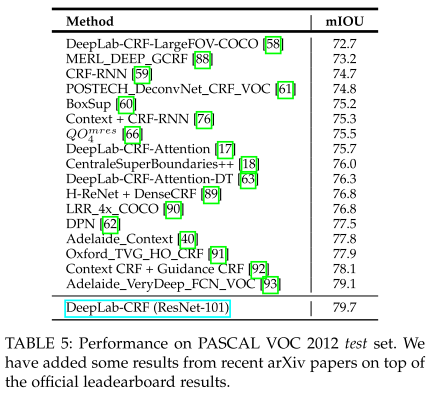 Method mIOU
DeepLab-CRF-LargeFOV-COCO [58] 72.7
MERL_DEEP_GCRF [88] 73.2
CRF-RNN [59] 74.7
POSTECH_DeconvNet_CRF_VOC [61] 74.8
BoxSup [60] 75.2
Context + CRF-RNN [76] 75.3
QO₄ᵐʳᵉˢ [66] 75.5
DeepLab-CRF-Attention [17] 75.7
CentraleSuperBoundaries++ [18] 76.0
DeepLab-CRF-Attention-DT [63] 76.3
H-ReNet + DenseCRF [89] 76.8
LRR_4x_COCO [90] 76.8
DPN [62] 77.5
Adelaide_Context [40] 77.8
Oxford_TVG_HO_CRF [91] 77.9
Context CRF + Guidance CRF [92] 78.1
Adelaide_VeryDeep_FCN_VOC [93] 79.1
DeepLab-CRF (ResNet-101) 79.7
TABLE 5: Performance on PASCAL VOC 2012 test set. We
have added some results from recent arXiv papers on top of
the official leadearboard results.